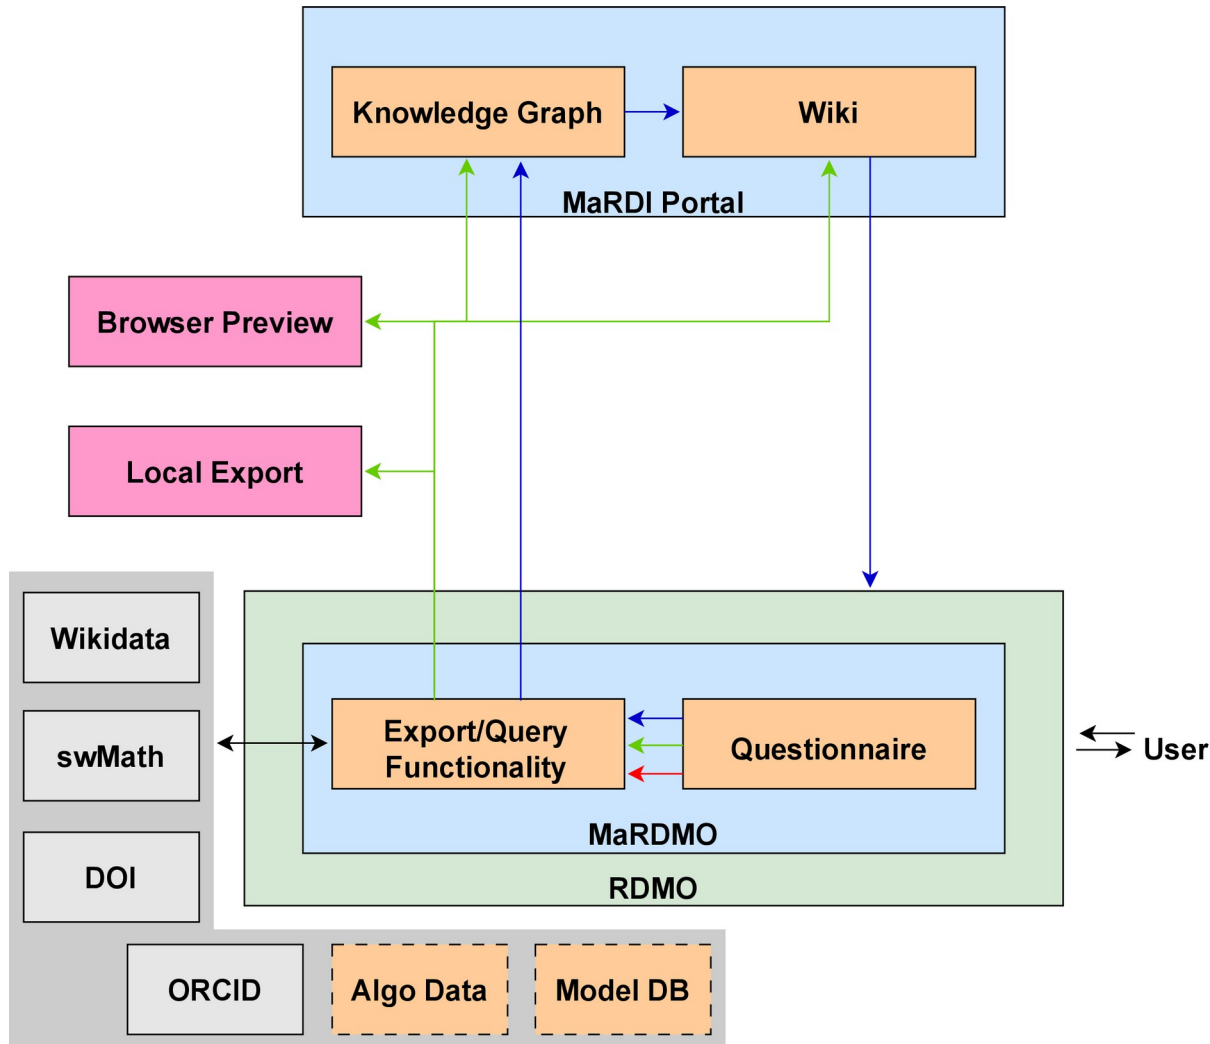 Knowledge Graph
Wiki
MaRDI Portal
Browser Preview
Local Export
Wikidata
swMath
DOI
ORCID
Algo Data
Model DB
Export/Query
Functionality
Questionnaire
MaRDMO
RDMO
User